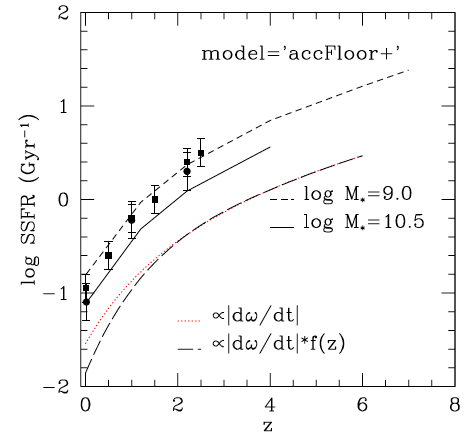 2
model='accFloor+'
1
log SSFR (Gyr⁻¹)
0
log M*=9.0
log M*=10.5
−1
∝|dω/dt|
∝|dω/dt|*f(z)
−2
0 2 4 6 8
z